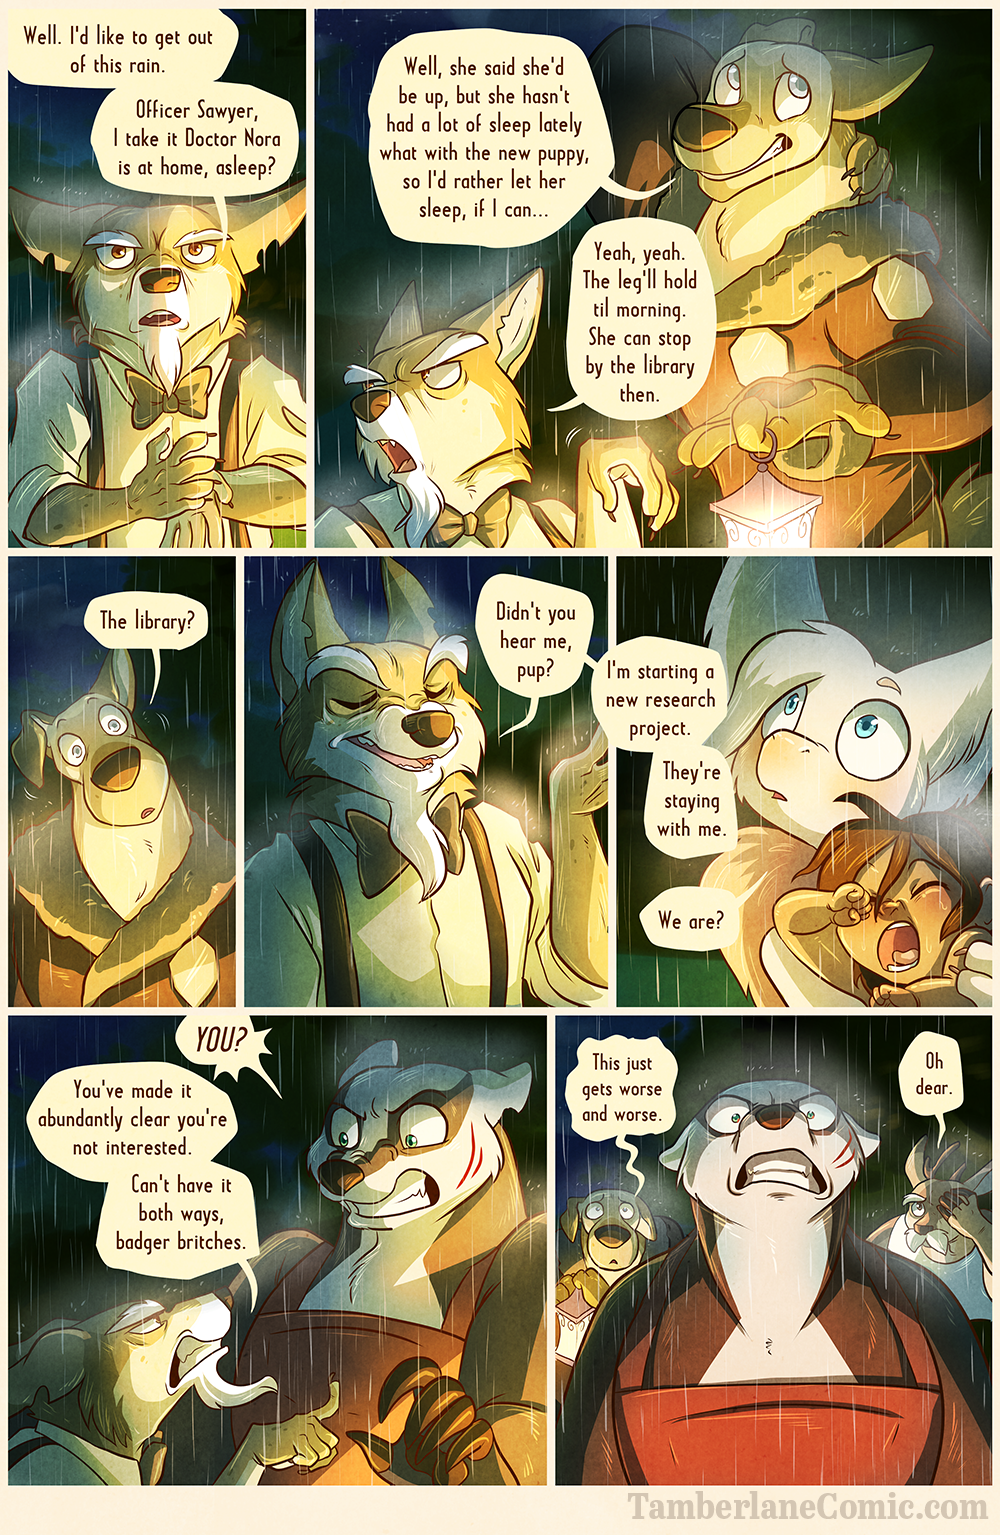 Well. I'd like to get out
of this rain.
Officer Sawyer,
I take it Doctor Nora
is at home, asleep?
Well, she said she'd
be up, but she hasn't
had a lot of sleep lately
what with the new puppy,
so I'd rather let her
sleep, if I can...
Yeah, yeah.
The leg'll hold
til morning.
She can stop
by the library
then.
The library?
Didn't you
hear me,
pup?
I'm starting a
new research
project.
They're
staying
with me.
We are?
YOU?
You've made it
abundantly clear you're
not interested.
Can't have it
both ways,
badger britches.
This just
gets worse
and worse.
Oh
dear.
TamberlaneComic.com